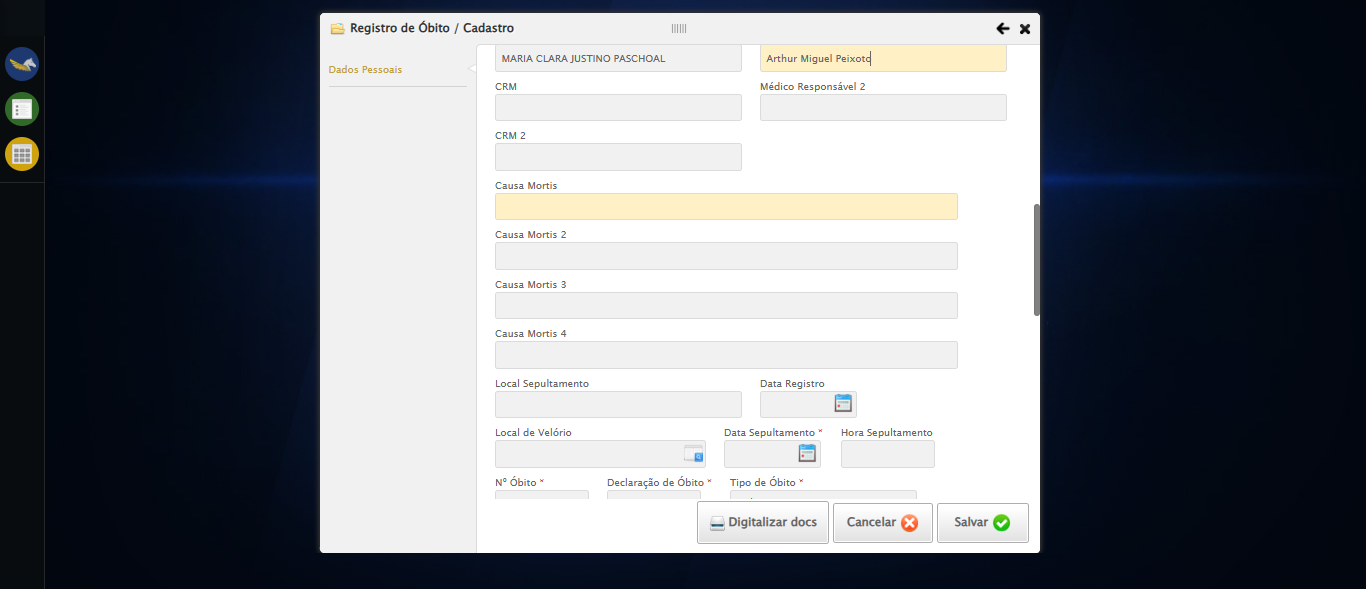 Registro de Óbito / Cadastro
Dados Pessoais
MARIA CLARA JUSTINO PASCHOAL
Arthur Miguel Peixoto
CRM
Médico Responsável 2
CRM 2
Causa Mortis
Causa Mortis 2
Causa Mortis 3
Causa Mortis 4
Local Sepultamento
Data Registro
Local de Velório
Data Sepultamento *
Hora Sepultamento
Nº Óbito *
Declaração de Óbito *
Tipo de Óbito *
Digitalizar docs
Cancelar
Salvar